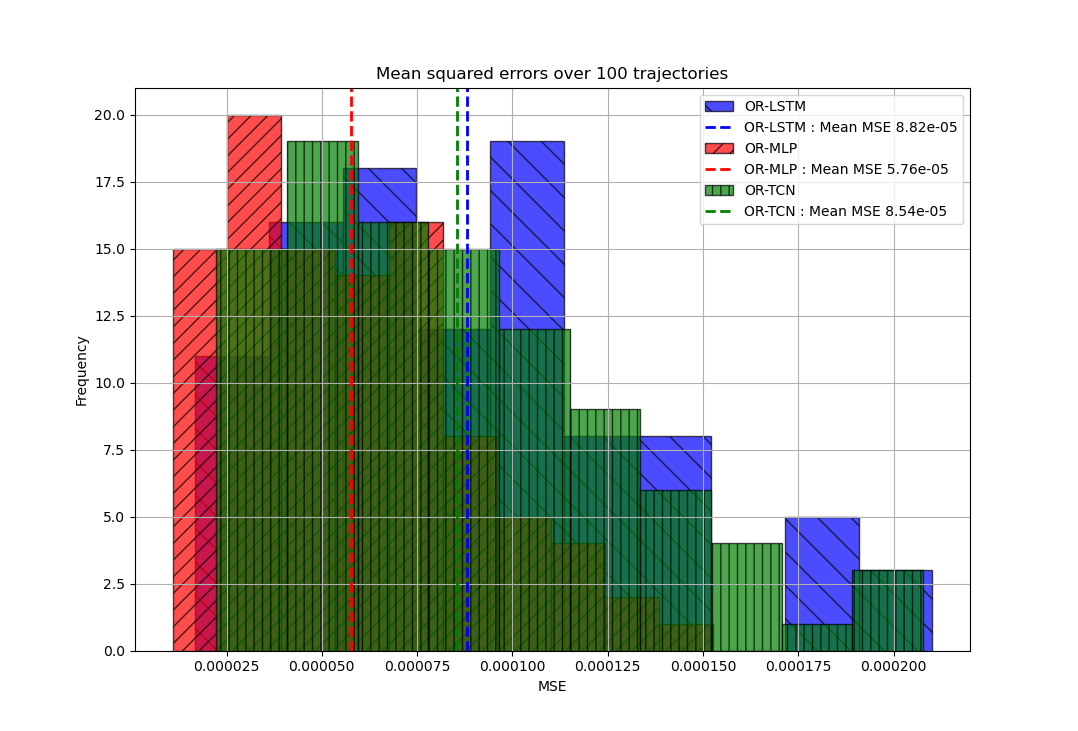 Mean squared errors over 100 trajectories
OR-LSTM
OR-LSTM : Mean MSE 8.82e-05
OR-MLP
OR-MLP : Mean MSE 5.76e-05
OR-TCN
OR-TCN : Mean MSE 8.54e-05
20.0
17.5
15.0
12.5
10.0
7.5
5.0
2.5
0.0
Frequency
0.000025 0.000050 0.000075 0.000100 0.000125 0.000150 0.000175 0.000200
MSE